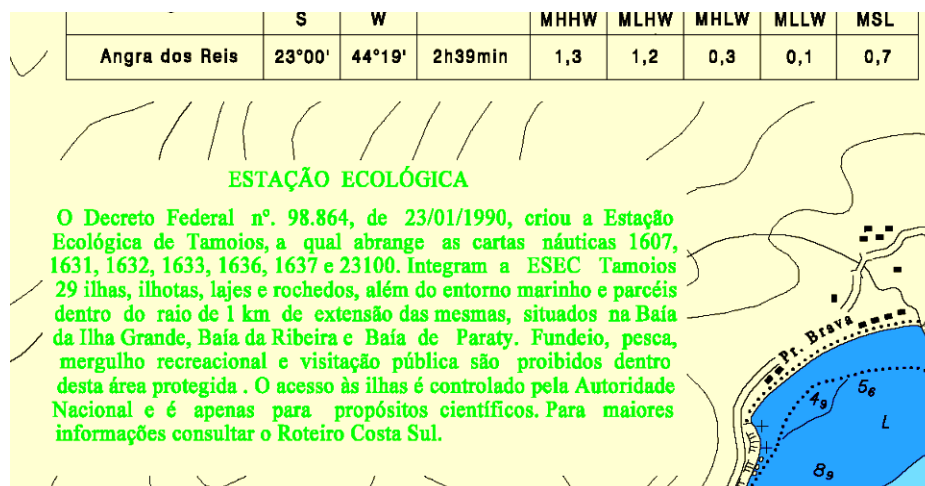 S W MHHW MLHW MHLW MLLW MSL
Angra dos Reis 23°00' 44°19' 2h39min 1,3 1,2 0,3 0,1 0,7
ESTAÇÃO ECOLÓGICA
O Decreto Federal nº. 98.864, de 23/01/1990, criou a Estação
Ecológica de Tamoios, a qual abrange as cartas náuticas 1607,
1631, 1632, 1633, 1636, 1637 e 23100. Integram a ESEC Tamoios
29 ilhas, ilhotas, lajes e rochedos, além do entorno marinho e parcéis
dentro do raio de 1 km de extensão das mesmas, situados na Baía
da Ilha Grande, Baía da Ribeira e Baía de Paraty. Fundeio, pesca,
mergulho recreacional e visitação pública são proibidos dentro
desta área protegida . O acesso às ilhas é controlado pela Autoridade
Nacional e é apenas para propósitos científicos. Para maiores
informações consultar o Roteiro Costa Sul.
Pr. Brava
4₉ 5₆
L
8₉